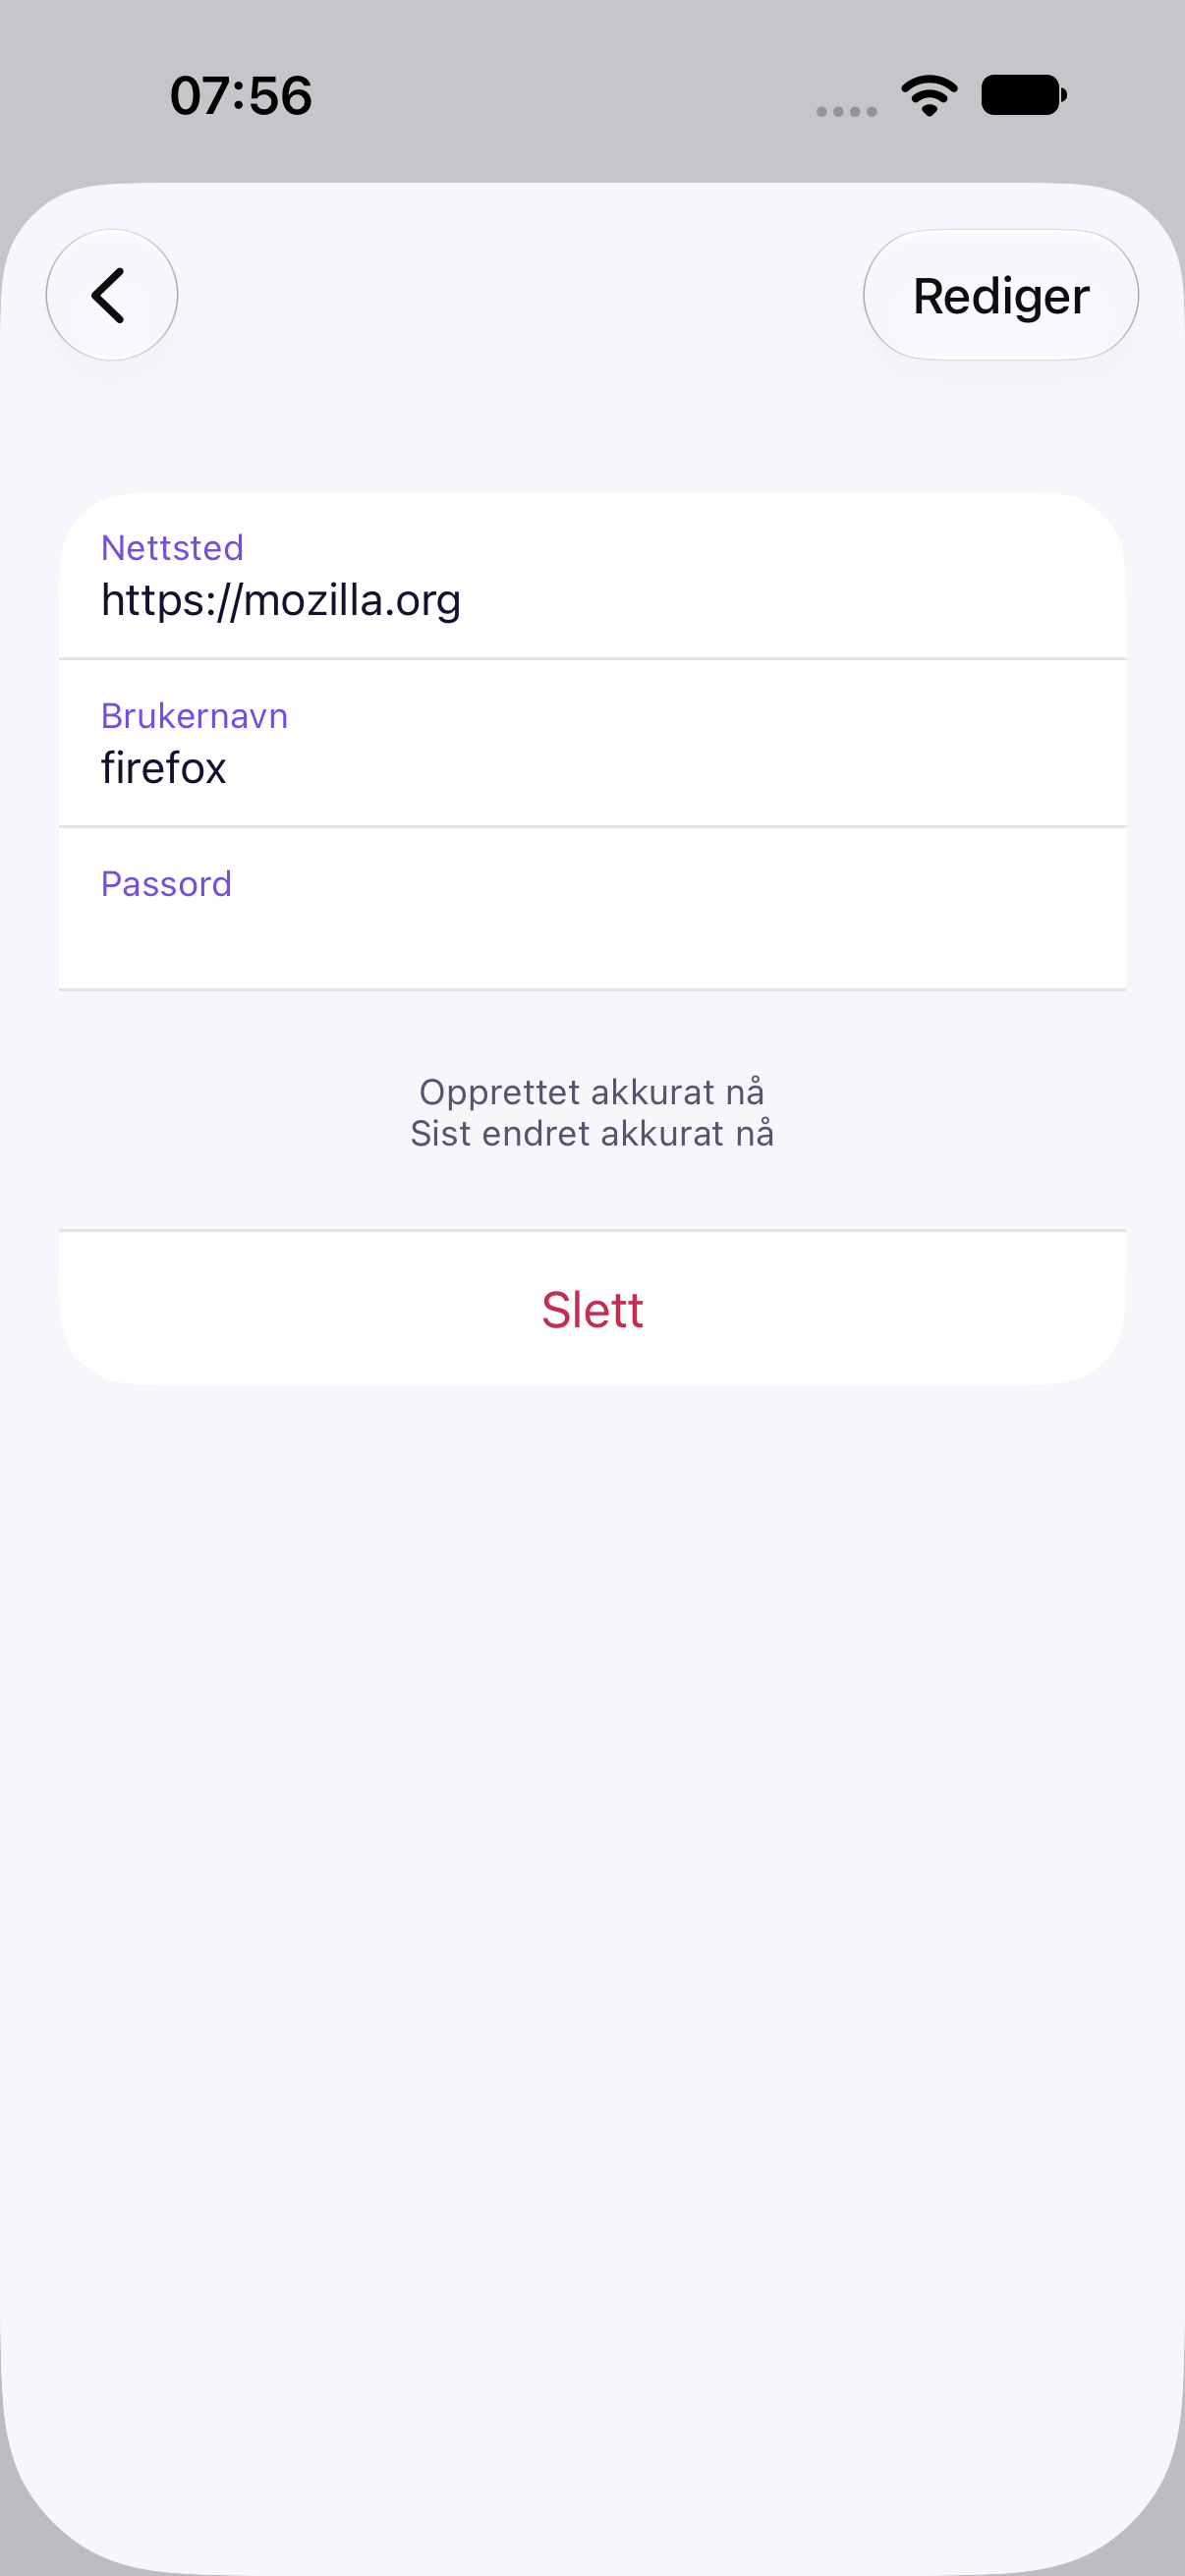 07:56
Rediger
Nettsted
https://mozilla.org
Brukernavn
firefox
Passord
Opprettet akkurat nå
Sist endret akkurat nå
Slett